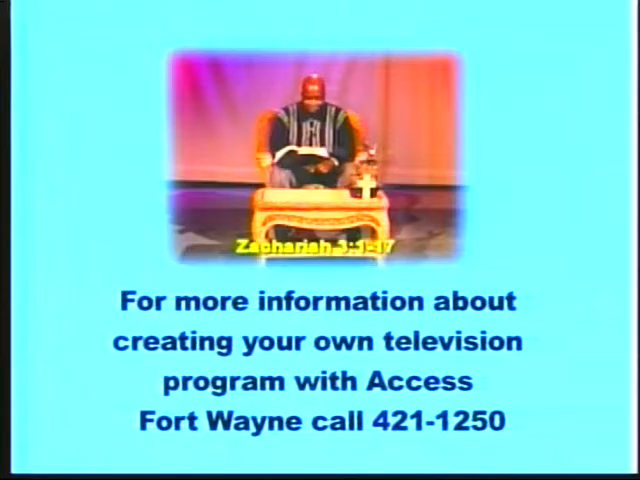 Zachariah 3:1-17
For more information about
creating your own television
program with Access
Fort Wayne call 421-1250